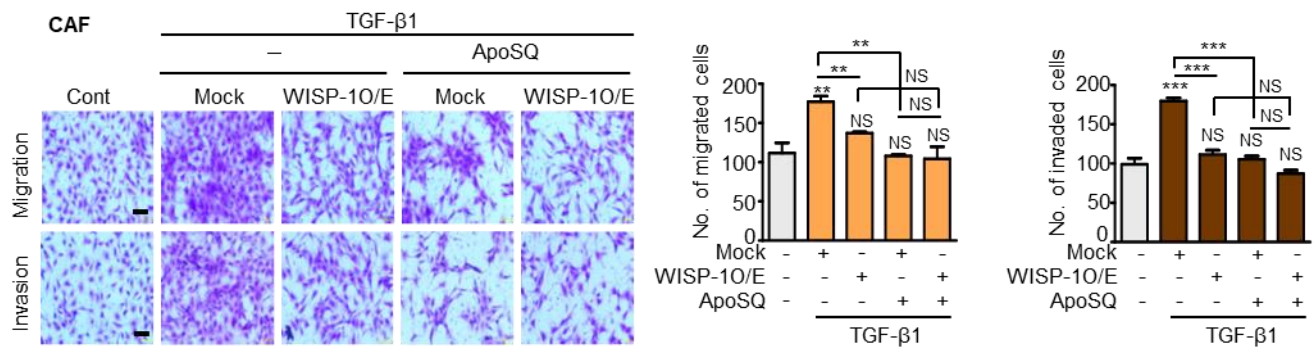 CAF
TGF-β1
–
ApoSQ
Cont
Mock
WISP-1O/E
Mock
WISP-1O/E
Migration
Invasion
No. of migrated cells
200
150
100
50
0
**
**
**
NS
NS
NS
NS
NS
Mock - + - + -
WISP-1O/E - - + - +
ApoSQ - - - + +
TGF-β1
No. of invaded cells
200
150
100
50
0
***
***
***
NS
NS
NS
NS
NS
Mock - + - + -
WISP-1O/E - - + - +
ApoSQ - - - + +
TGF-β1